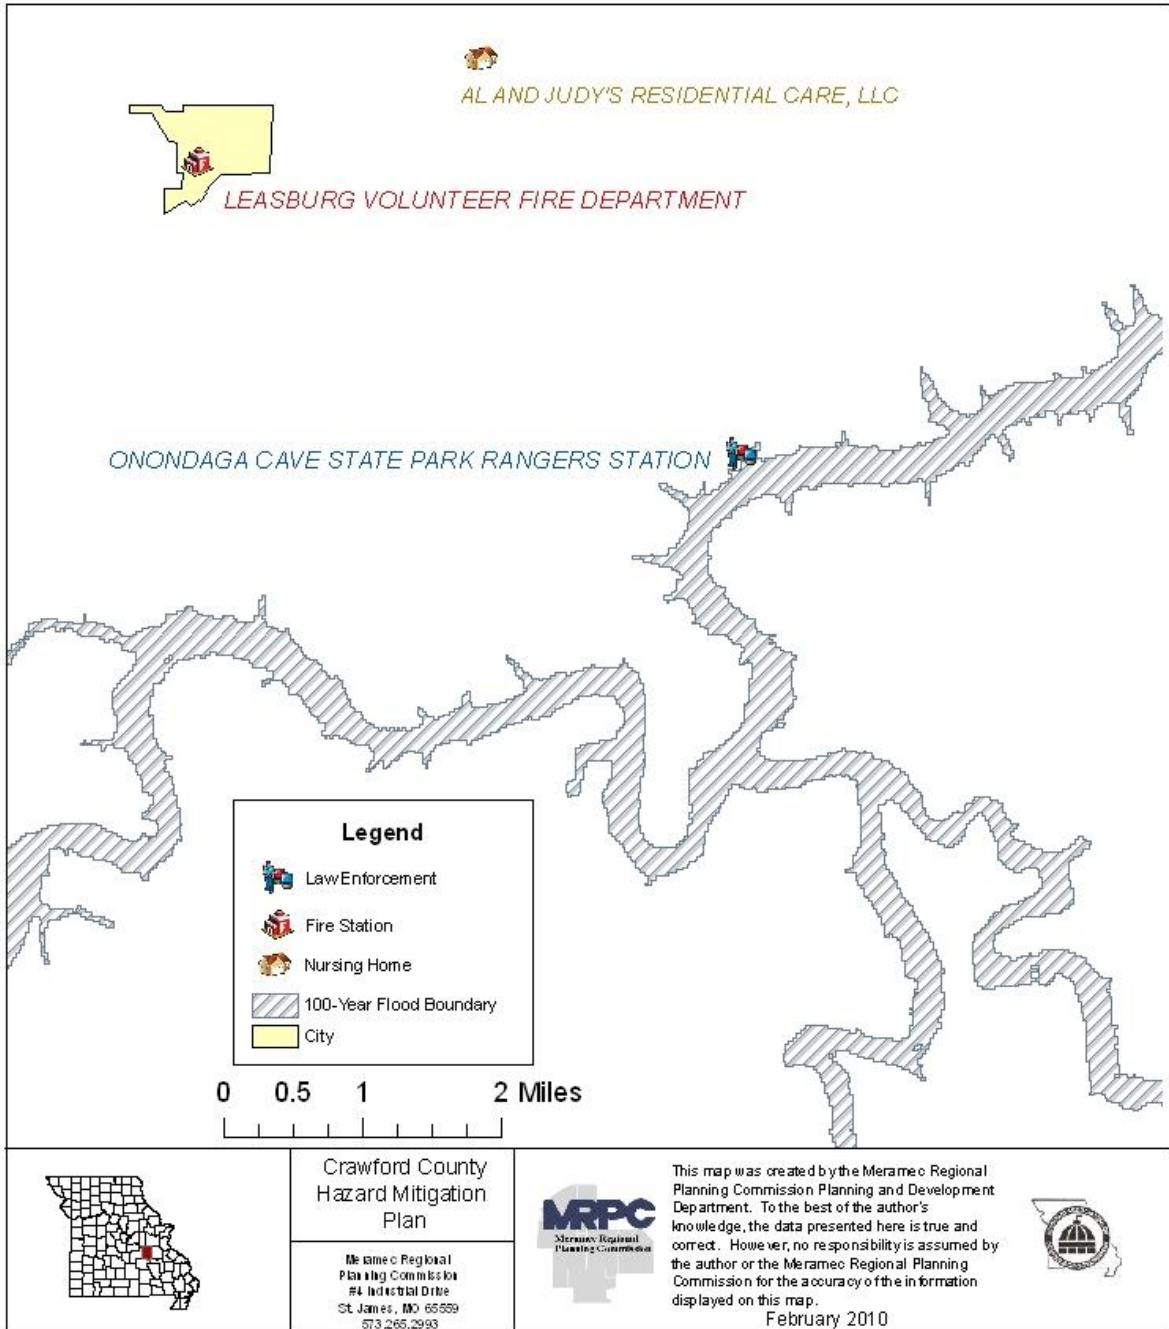 AL AND JUDY'S RESIDENTIAL CARE, LLC
LEASBURG VOLUNTEER FIRE DEPARTMENT
ONONDAGA CAVE STATE PARK RANGERS STATION
Legend
Law Enforcement
Fire Station
Nursing Home
100-Year Flood Boundary
City
0 0.5 1 2 Miles
Crawford County
Hazard Mitigation
Plan
Meramec Regional
Planning Commission
#4 Industrial Drive
St. James, MO 65559
573.265.2993
MRPC
Meramec Regional
Planning Commission
This map was created by the Meramec Regional
Planning Commission Planning and Development
Department. To the best of the author's
knowledge, the data presented here is true and
correct. However, no responsibility is assumed by
the author or the Meramec Regional Planning
Commission for the accuracy of the information
displayed on this map.
February 2010